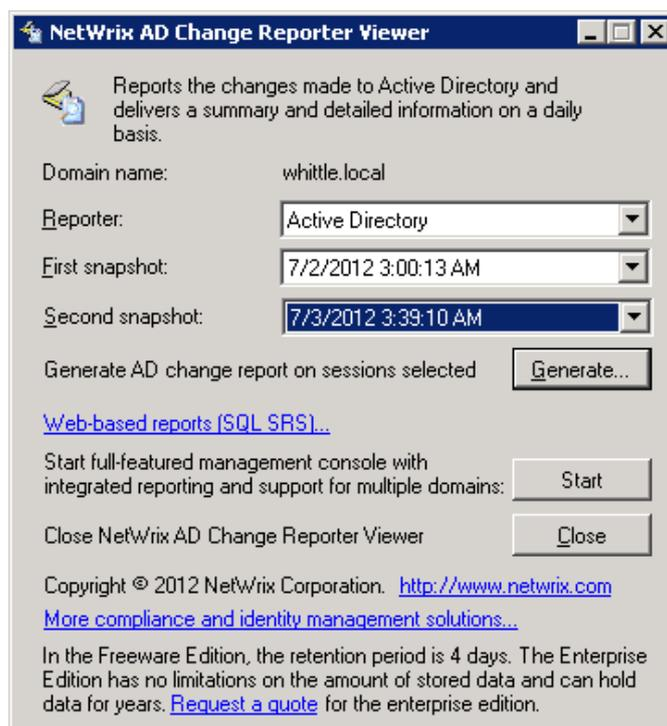 NetWrix AD Change Reporter Viewer
Reports the changes made to Active Directory and
delivers a summary and detailed information on a daily
basis.
Domain name: whittle.local
Reporter: Active Directory
First snapshot: 7/2/2012 3:00:13 AM
Second snapshot: 7/3/2012 3:39:10 AM
Generate AD change report on sessions selected Generate...
Web-based reports (SQL SRS)...
Start full-featured management console with
integrated reporting and support for multiple domains: Start
Close NetWrix AD Change Reporter Viewer Close
Copyright © 2012 NetWrix Corporation. http://www.netwrix.com
More compliance and identity management solutions...
In the Freeware Edition, the retention period is 4 days. The Enterprise
Edition has no limitations on the amount of stored data and can hold
data for years. Request a quote for the enterprise edition.